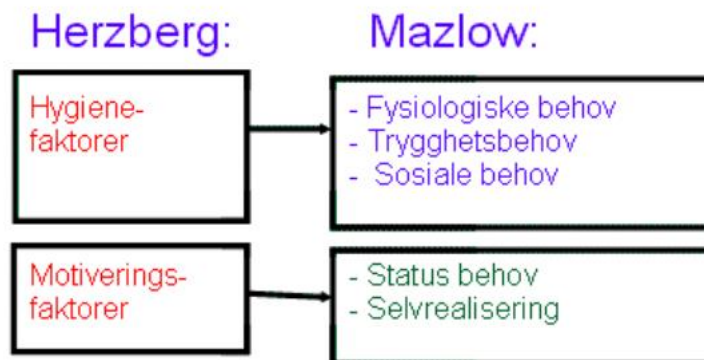 Herzberg:
Mazlow:
Hygiene-
faktorer
- Fysiologiske behov
- Trygghetsbehov
- Sosiale behov
Motiverings-
faktorer
- Status behov
- Selvrealisering